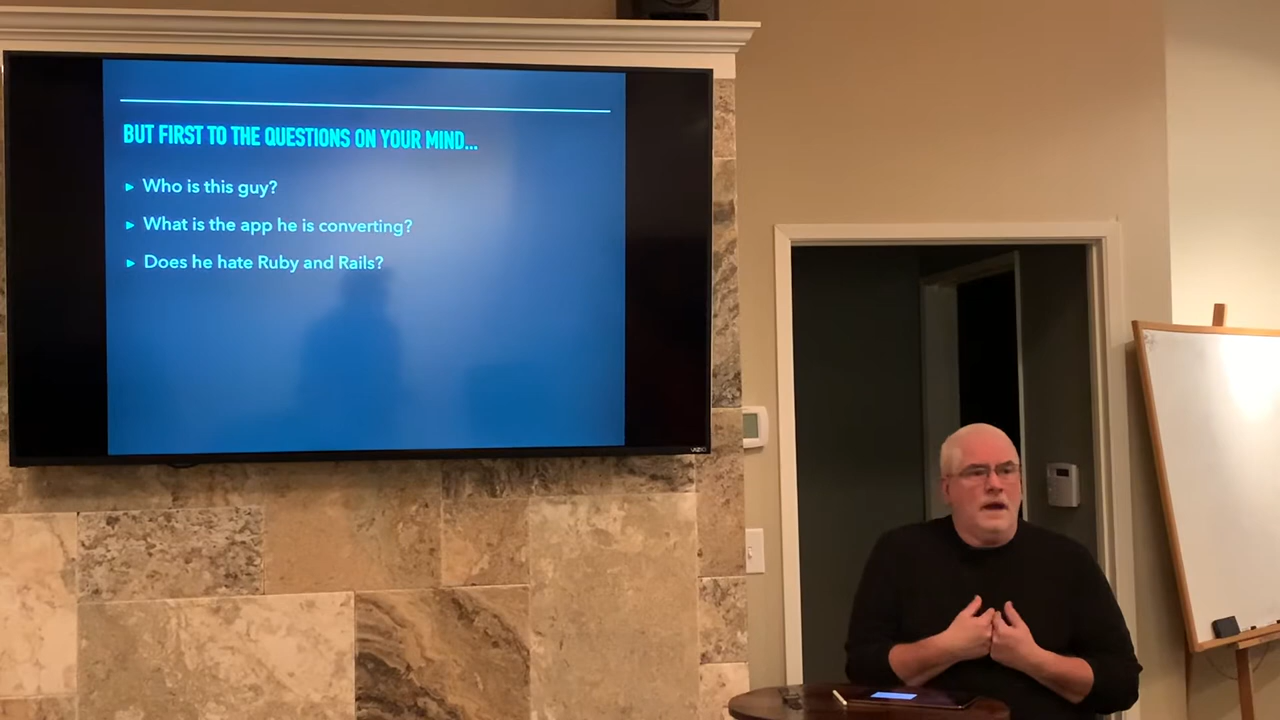 BUT FIRST TO THE QUESTIONS ON YOUR MIND...
▸ Who is this guy?
▸ What is the app he is converting?
▸ Does he hate Ruby and Rails?
VIZIO